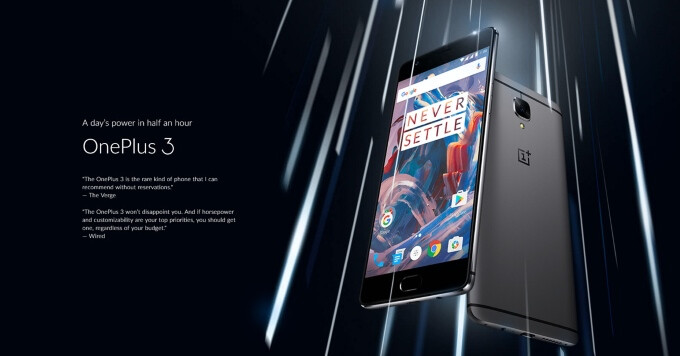 A day's power in half an hour
OnePlus 3
"The OnePlus 3 is the rare kind of phone that I can
recommend without reservations."
— The Verge
"The OnePlus 3 won't disappoint you. And if horsepower
and customizability are your top priorities, you should get
one, regardless of your budget."
— Wired
Google
NEVER
SETTLE